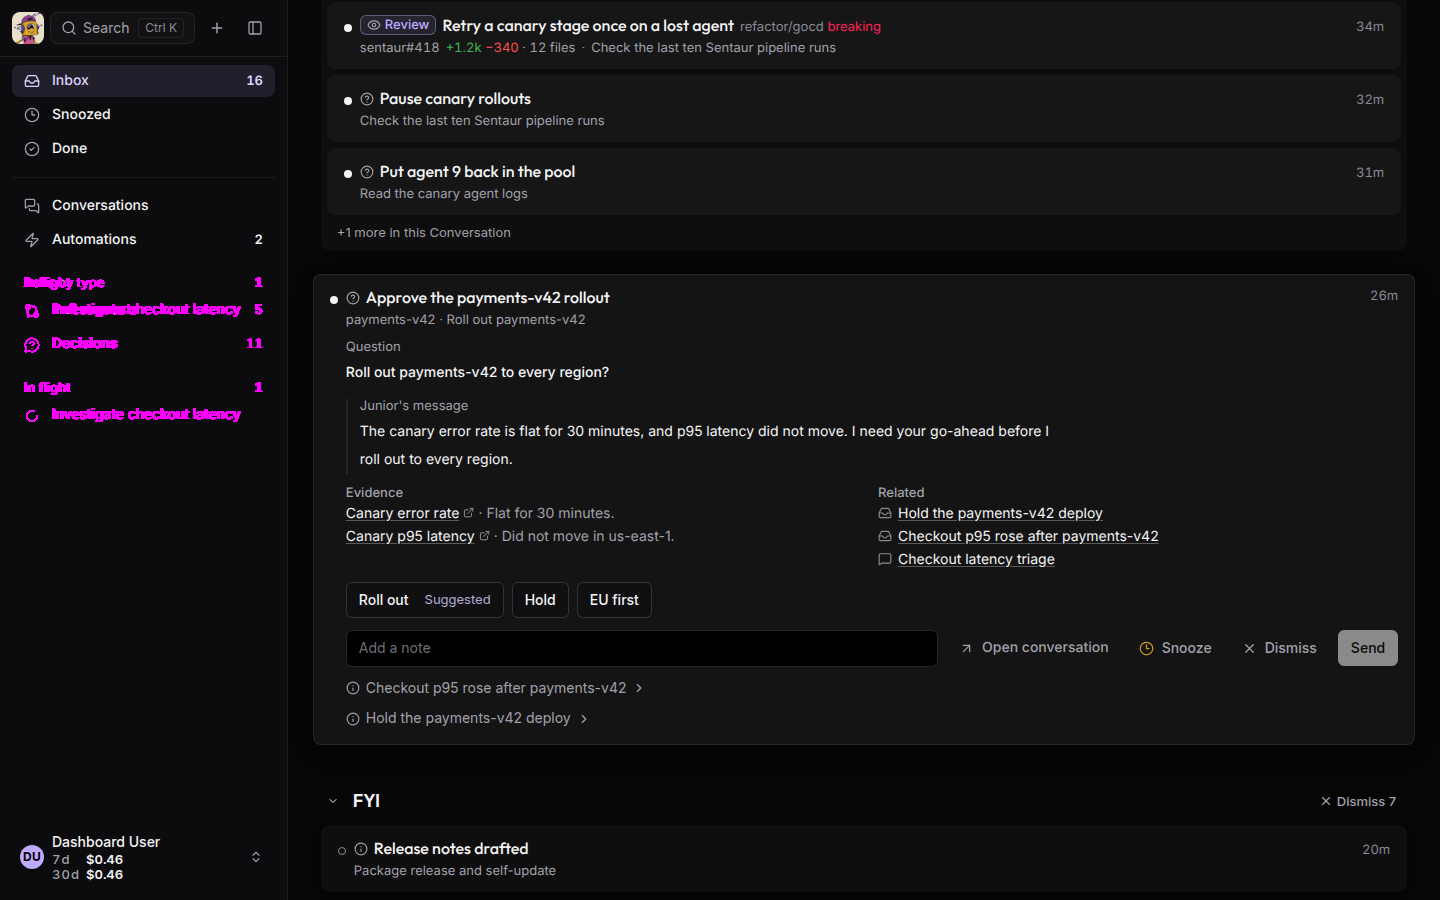 Search Ctrl K
Inbox 16
Snoozed
Done
Conversations
Automations 2
type 1
checkout latency 5
Decisions 11
In flight 1
Investigate checkout latency
Dashboard User
DU
7d $0.46
30d $0.46
Review Retry a canary stage once on a lost agent refactor/gocd breaking 34m
sentaur#418 +1.2k −340 · 12 files · Check the last ten Sentaur pipeline runs
Pause canary rollouts 32m
Check the last ten Sentaur pipeline runs
Put agent 9 back in the pool 31m
Read the canary agent logs
+1 more in this Conversation
Approve the payments-v42 rollout 26m
payments-v42 · Roll out payments-v42
Question
Roll out payments-v42 to every region?
Junior's message
The canary error rate is flat for 30 minutes, and p95 latency did not move. I need your go-ahead before I
roll out to every region.
Evidence
Canary error rate · Flat for 30 minutes.
Canary p95 latency · Did not move in us-east-1.
Related
Hold the payments-v42 deploy
Checkout p95 rose after payments-v42
Checkout latency triage
Roll out Suggested Hold EU first
Add a note Open conversation Snooze Dismiss Send
Checkout p95 rose after payments-v42
Hold the payments-v42 deploy
FYI Dismiss 7
Release notes drafted 20m
Package release and self-update